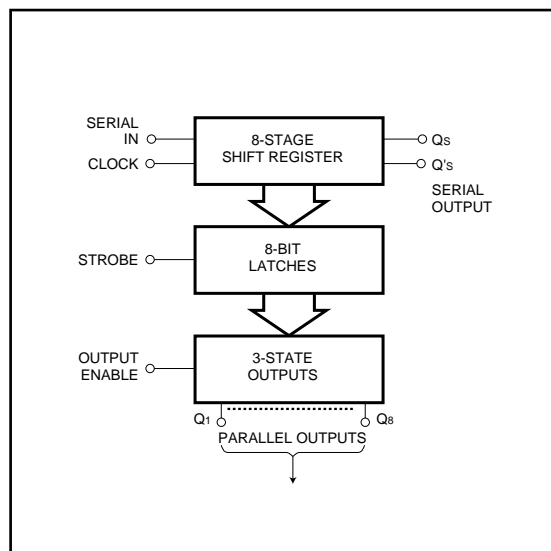 SERIAL
IN
CLOCK
8-STAGE
SHIFT REGISTER
QS
Q'S
SERIAL
OUTPUT
STROBE
8-BIT
LATCHES
OUTPUT
ENABLE
3-STATE
OUTPUTS
Q1
Q8
PARALLEL OUTPUTS